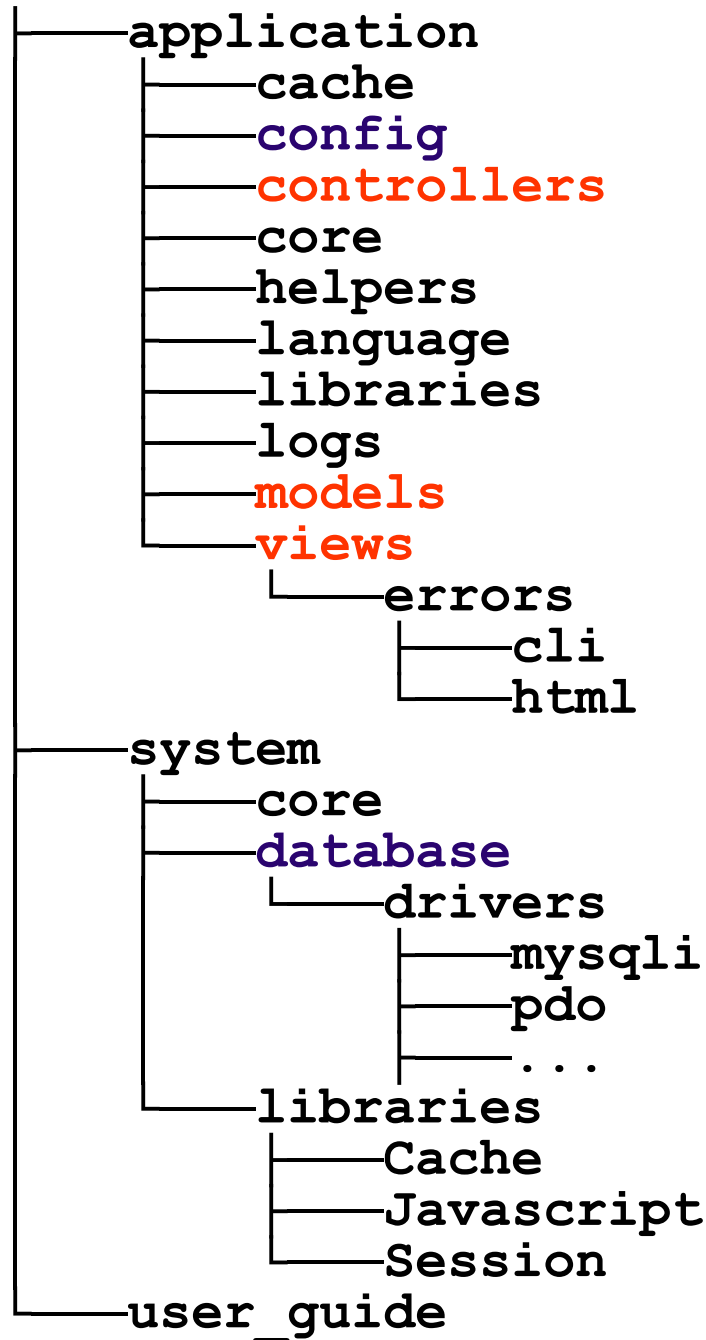 application
cache
config
controllers
core
helpers
language
libraries
logs
models
views
errors
cli
html
system
core
database
drivers
mysqli
pdo
...
libraries
Cache
Javascript
Session
user_guide